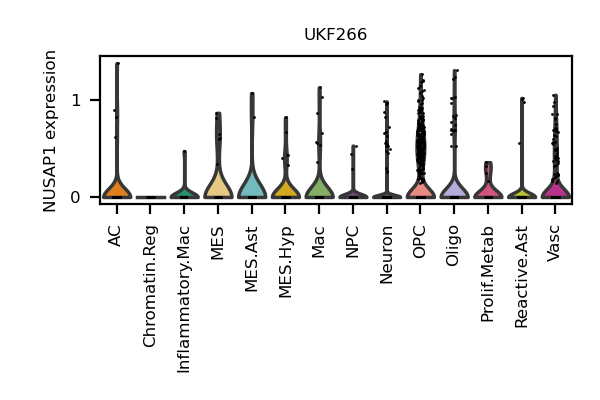 UKF266
NUSAP1 expression
1
0
AC
Chromatin.Reg
Inflammatory.Mac
MES
MES.Ast
MES.Hyp
Mac
NPC
Neuron
OPC
Oligo
Prolif.Metab
Reactive.Ast
Vasc